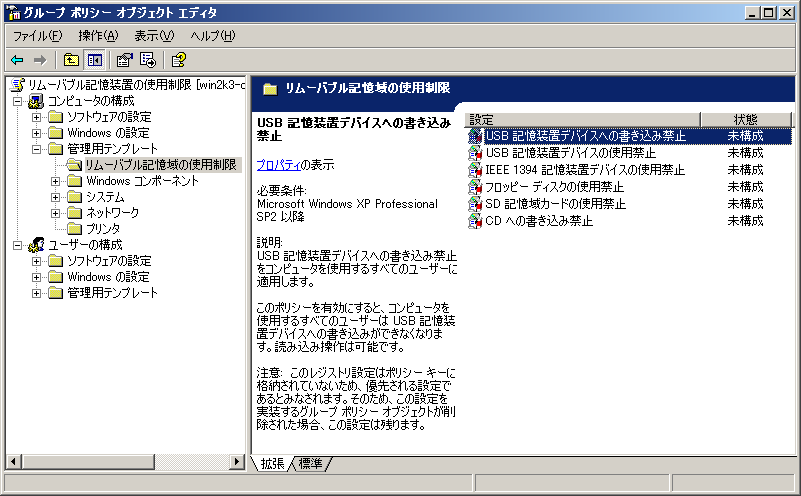 グループ ポリシー オブジェクト エディタ
ファイル(F) 操作(A) 表示(V) ヘルプ(H)
リムーバブル記憶装置の使用制限 [win2k3-c
コンピュータの構成
ソフトウェアの設定
Windows の設定
管理用テンプレート
リムーバブル記憶域の使用制限
Windows コンポーネント
システム
ネットワーク
プリンタ
ユーザーの構成
ソフトウェアの設定
Windows の設定
管理用テンプレート
リムーバブル記憶域の使用制限
USB 記憶装置デバイスへの書き込み
禁止
プロパティの表示
必要条件:
Microsoft Windows XP Professional
SP2 以降
説明:
USB 記憶装置デバイスへの書き込み禁止
をコンピュータを使用するすべてのユーザーに
適用します。
このポリシーを有効にすると、コンピュータを
使用するすべてのユーザーは USB 記憶装
置デバイスへの書き込みができなくなりま
す。読み込み操作は可能です。
注意: このレジストリ設定はポリシー キーに
格納されていないため、優先される設定で
あるとみなされます。そのため、この設定を
実装するグループ ポリシー オブジェクトが削
除された場合、この設定は残ります。
設定 状態
USB 記憶装置デバイスへの書き込み禁止 未構成
USB 記憶装置デバイスの使用禁止 未構成
IEEE 1394 記憶装置デバイスの使用禁止 未構成
フロッピー ディスクの使用禁止 未構成
SD 記憶域カードの使用禁止 未構成
CD への書き込み禁止 未構成
拡張 標準